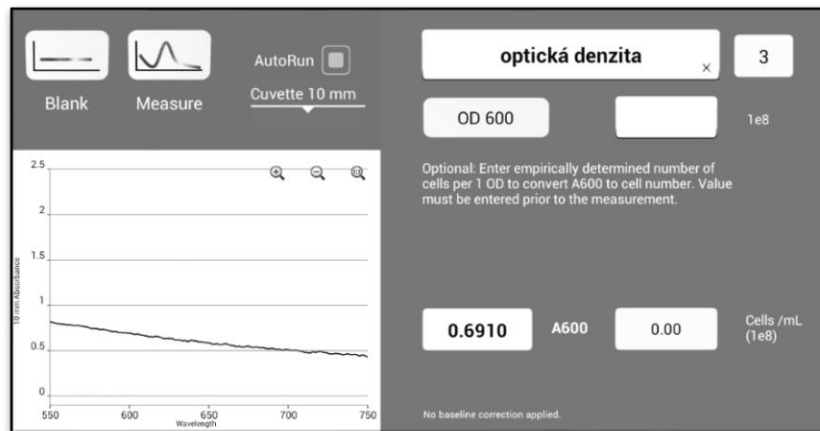 Blank
Measure
AutoRun
Cuvette 10 mm
optická denzita
×
3
OD 600
1e8
Optional: Enter empirically determined number of
cells per 1 OD to convert A600 to cell number. Value
must be entered prior to the measurement.
2.5
2
1.5
1
0.5
0
10 mm Absorbance
550
600
650
700
750
Wavelength
0.6910
A600
0.00
Cells /mL
(1e8)
No baseline correction applied.